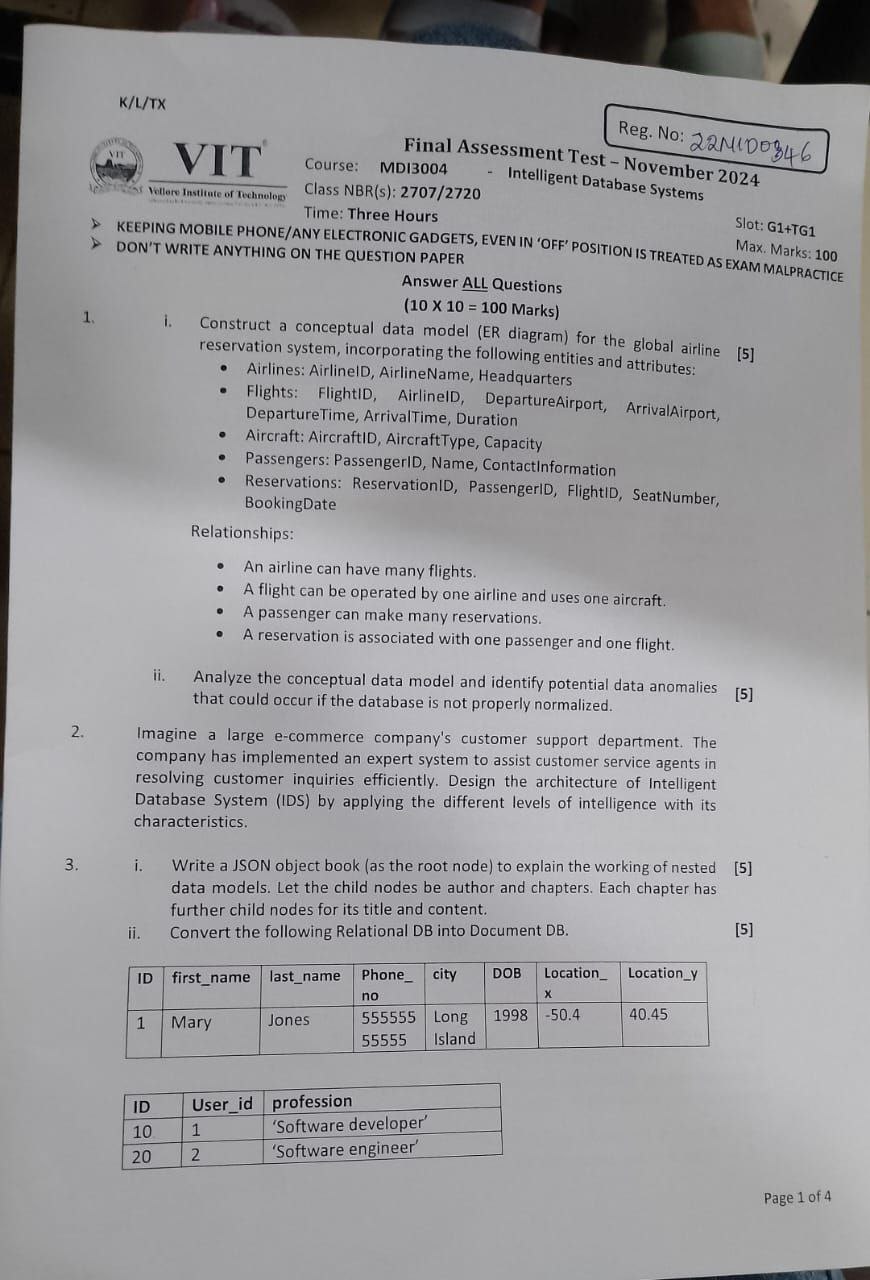 K/L/TX
Reg. No: 22MID0346
VIT
Vellore Institute of Technology
Final Assessment Test – November 2024
Course: MDI3004 - Intelligent Database Systems
Class NBR(s): 2707/2720
Slot: G1+TG1
Time: Three Hours
Max. Marks: 100
➤ KEEPING MOBILE PHONE/ANY ELECTRONIC GADGETS, EVEN IN ‘OFF’ POSITION IS TREATED AS EXAM MALPRACTICE
➤ DON’T WRITE ANYTHING ON THE QUESTION PAPER
Answer ALL Questions
(10 X 10 = 100 Marks)
1. i. Construct a conceptual data model (ER diagram) for the global airline [5]
reservation system, incorporating the following entities and attributes:
• Airlines: AirlineID, AirlineName, Headquarters
• Flights: FlightID, AirlineID, DepartureAirport, ArrivalAirport,
DepartureTime, ArrivalTime, Duration
• Aircraft: AircraftID, AircraftType, Capacity
• Passengers: PassengerID, Name, ContactInformation
• Reservations: ReservationID, PassengerID, FlightID, SeatNumber,
BookingDate
Relationships:
• An airline can have many flights.
• A flight can be operated by one airline and uses one aircraft.
• A passenger can make many reservations.
• A reservation is associated with one passenger and one flight.
ii. Analyze the conceptual data model and identify potential data anomalies [5]
that could occur if the database is not properly normalized.
2. Imagine a large e-commerce company's customer support department. The
company has implemented an expert system to assist customer service agents in
resolving customer inquiries efficiently. Design the architecture of Intelligent
Database System (IDS) by applying the different levels of intelligence with its
characteristics.
3. i. Write a JSON object book (as the root node) to explain the working of nested [5]
data models. Let the child nodes be author and chapters. Each chapter has
further child nodes for its title and content.
ii. Convert the following Relational DB into Document DB. [5]
ID first_name last_name Phone_ city DOB Location_ Location_y
no x
1 Mary Jones 555555 Long 1998 -50.4 40.45
55555 Island
ID User_id profession
10 1 ‘Software developer’
20 2 ‘Software engineer’
Page 1 of 4